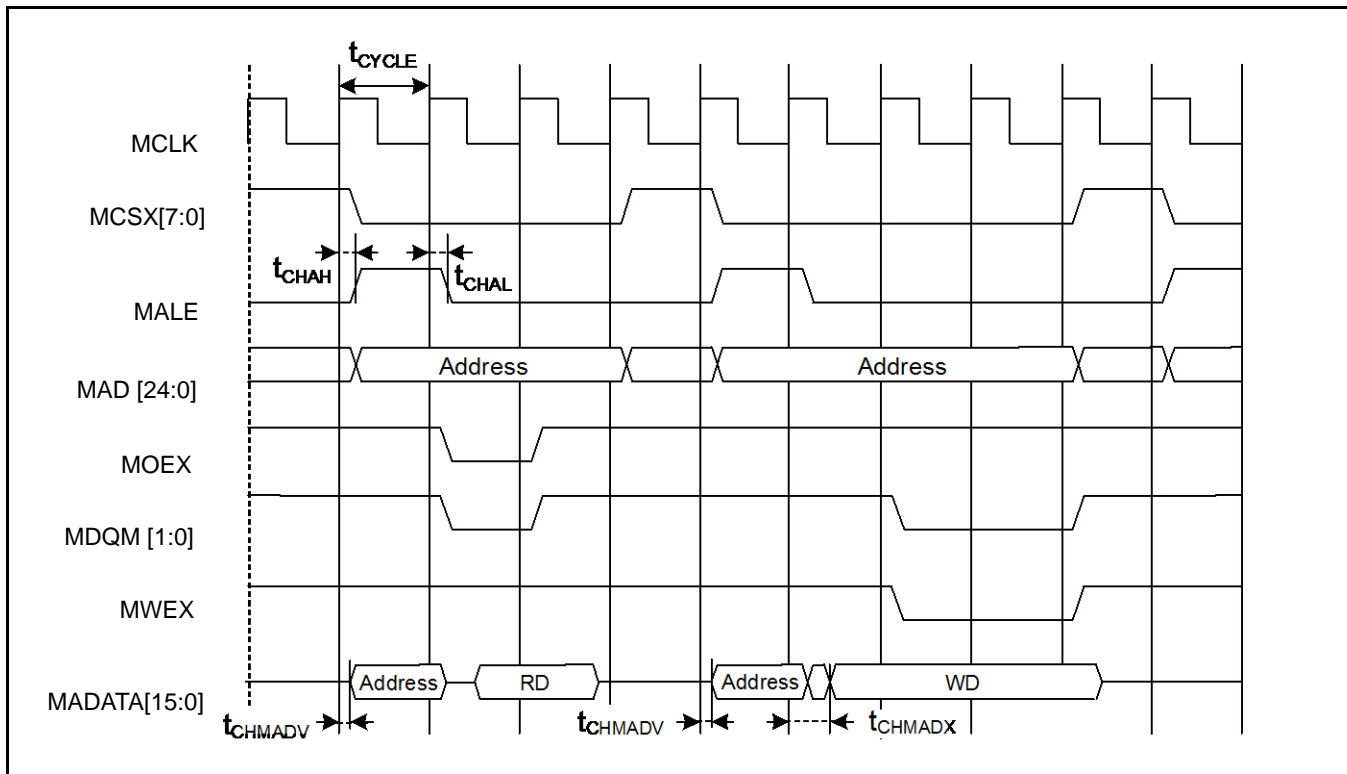 tCYCLE
MCLK
MCSX[7:0]
tCHAH
tCHAL
MALE
Address
Address
MAD [24:0]
MOEX
MDQM [1:0]
MWEX
Address
RD
Address
WD
MADATA[15:0]
tCHMADV
tCHMADV
tCHMADX